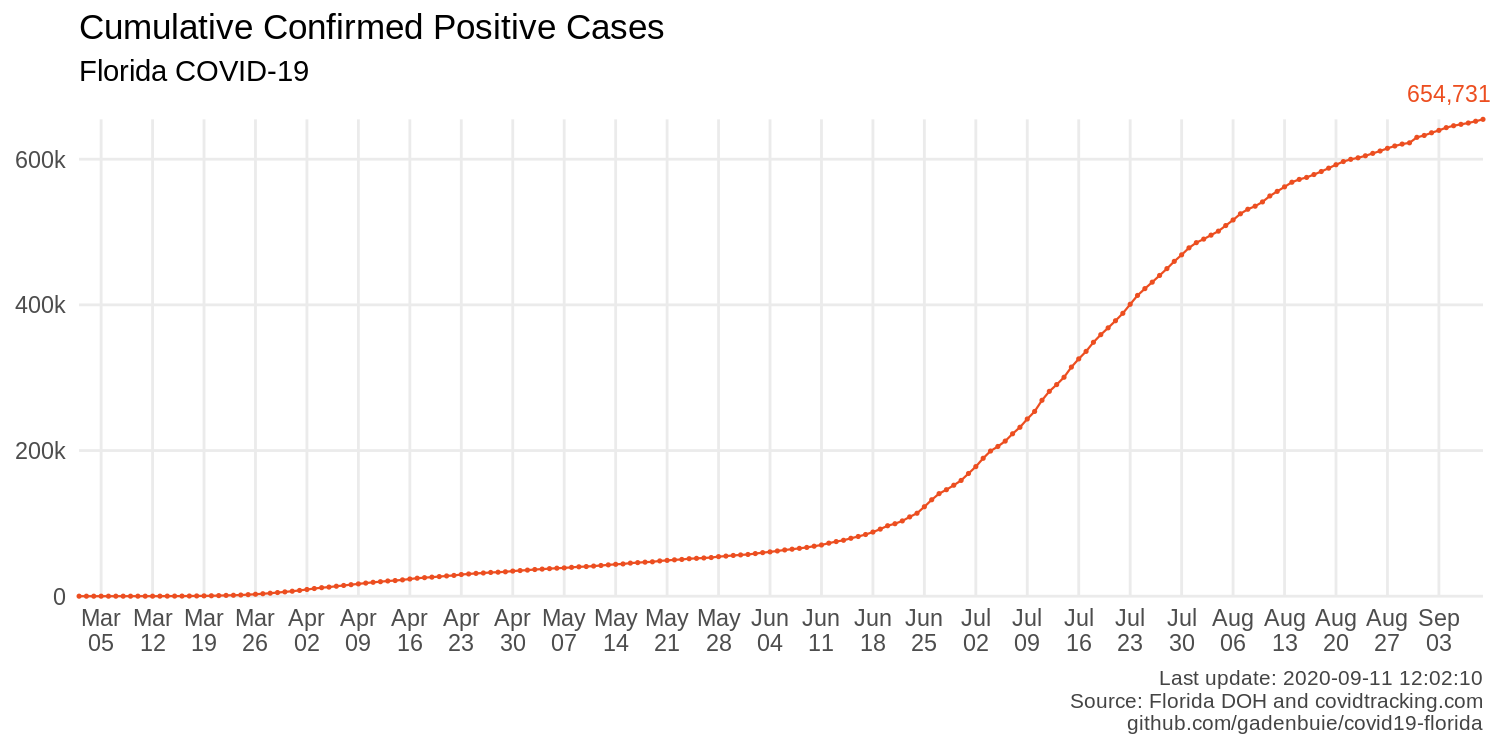 Cumulative Confirmed Positive Cases
Florida COVID-19
654,731
600k
400k
200k
0
Mar Mar Mar Mar Apr Apr Apr Apr Apr May May May May Jun Jun Jun Jun Jul Jul Jul Jul Jul Aug Aug Aug Aug Sep
05 12 19 26 02 09 16 23 30 07 14 21 28 04 11 18 25 02 09 16 23 30 06 13 20 27 03
Last update: 2020-09-11 12:02:10
Source: Florida DOH and covidtracking.com
github.com/gadenbuie/covid19-florida